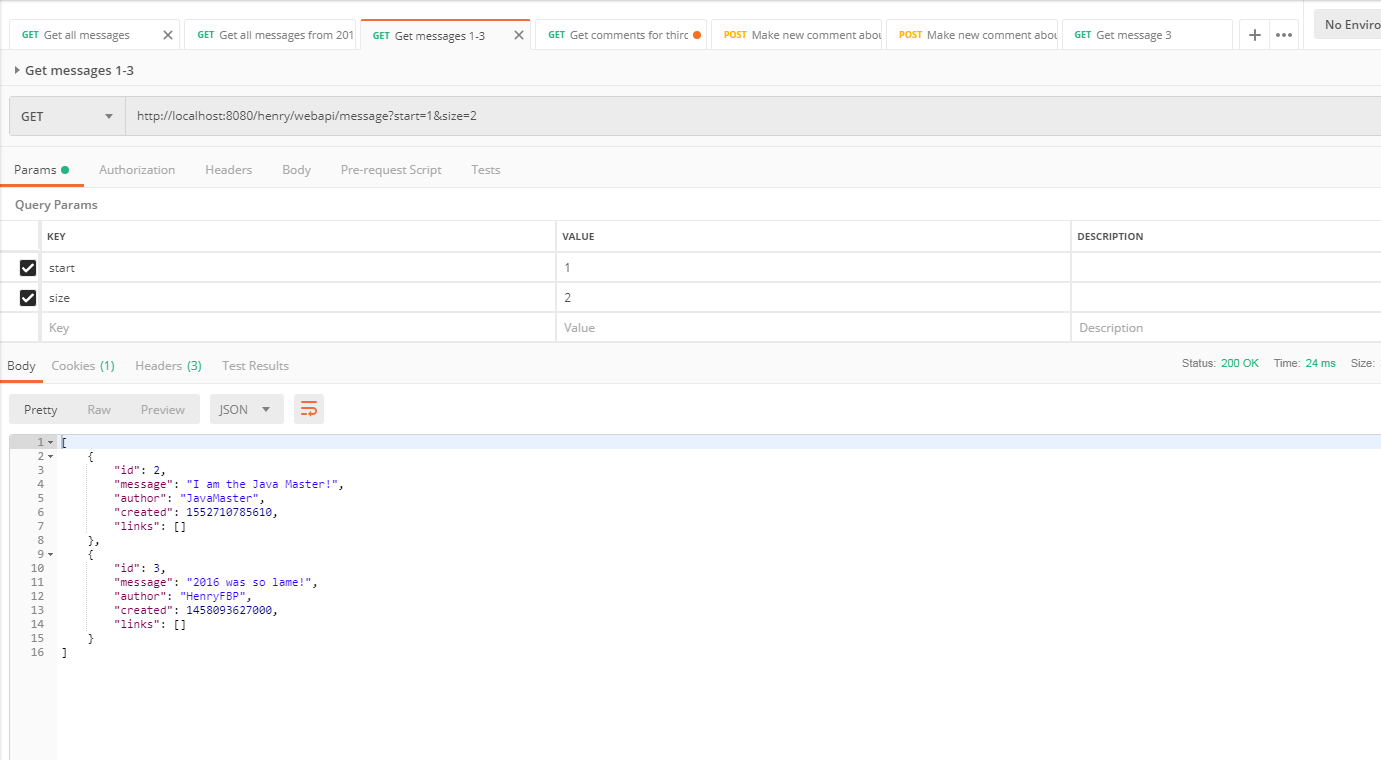 GET Get all messages GET Get all messages from 201 GET Get messages 1-3 GET Get comments for third POST Make new comment abou POST Make new comment abou GET Get message 3 No Enviro
Get messages 1-3
GET http://localhost:8080/henry/webapi/message?start=1&size=2
Params Authorization Headers Body Pre-request Script Tests
Query Params
KEY VALUE DESCRIPTION
start 1
size 2
Key Value Description
Body Cookies (1) Headers (3) Test Results Status: 200 OK Time: 24 ms Size:
Pretty Raw Preview JSON
1 [
2 {
3 "id": 2,
4 "message": "I am the Java Master!",
5 "author": "JavaMaster",
6 "created": 1552710785610,
7 "links": []
8 },
9 {
10 "id": 3,
11 "message": "2016 was so lame!",
12 "author": "HenryFBP",
13 "created": 1458093627000,
14 "links": []
15 }
16 ]